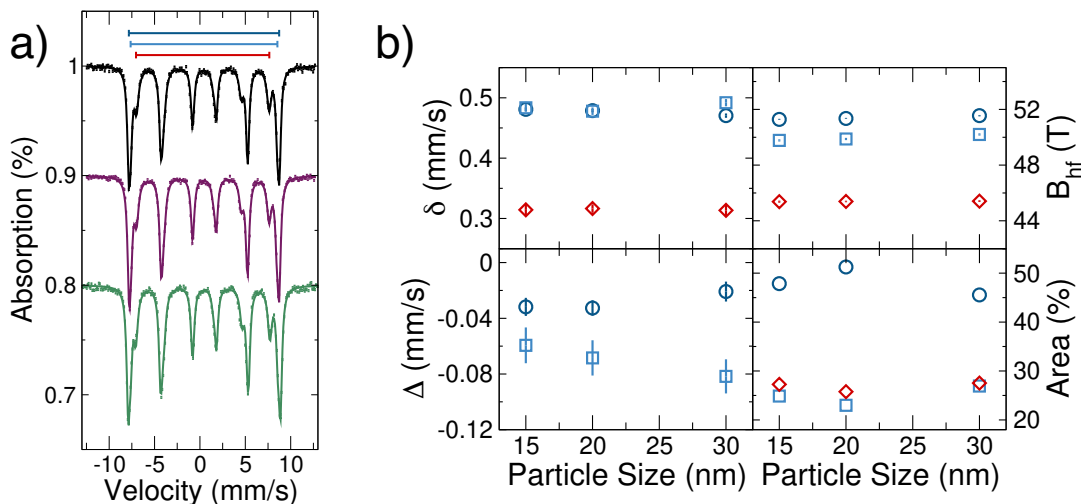 a)
1
0.9
0.8
0.7
Absorption (%)
-10 -5 0 5 10
Velocity (mm/s)
b)
0.5
0.4
0.3
δ (mm/s)
52
48
44
B_hf (T)
0
-0.04
-0.08
-0.12
Δ (mm/s)
50
40
30
20
Area (%)
15 20 25 30
Particle Size (nm)
15 20 25 30
Particle Size (nm)